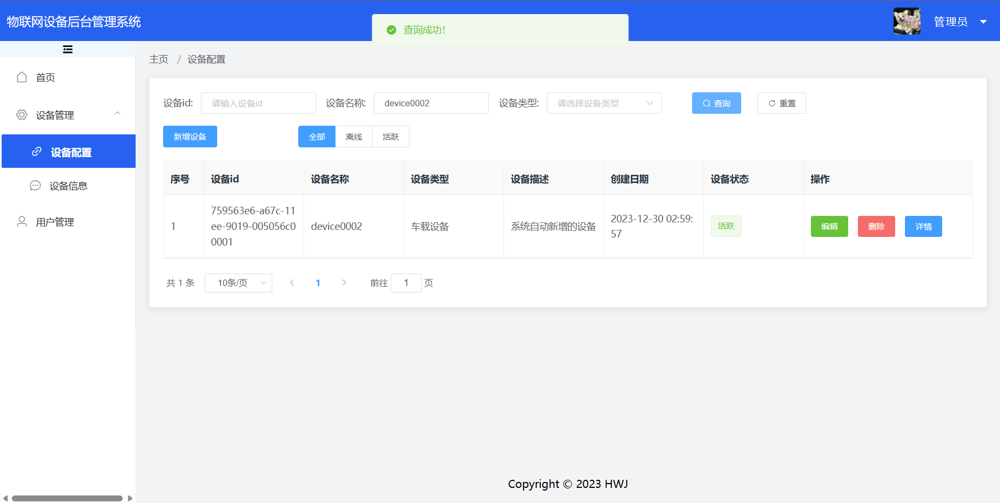 物联网设备后台管理系统
查询成功!
管理员
主页 / 设备配置
首页
设备管理
设备配置
设备信息
用户管理
设备id: 请输入设备id 设备名称: device0002 设备类型: 请选择设备类型 查询 重置
新增设备 全部 离线 活跃
序号 设备id 设备名称 设备类型 设备描述 创建日期 设备状态 操作
1 759563e6-a67c-11
ee-9019-005056c0
0001 device0002 车载设备 系统自动新增的设备 2023-12-30 02:59:
57 活跃 编辑 删除 详情
共 1 条 10条/页 1 前往 1 页
Copyright © 2023 HWJ